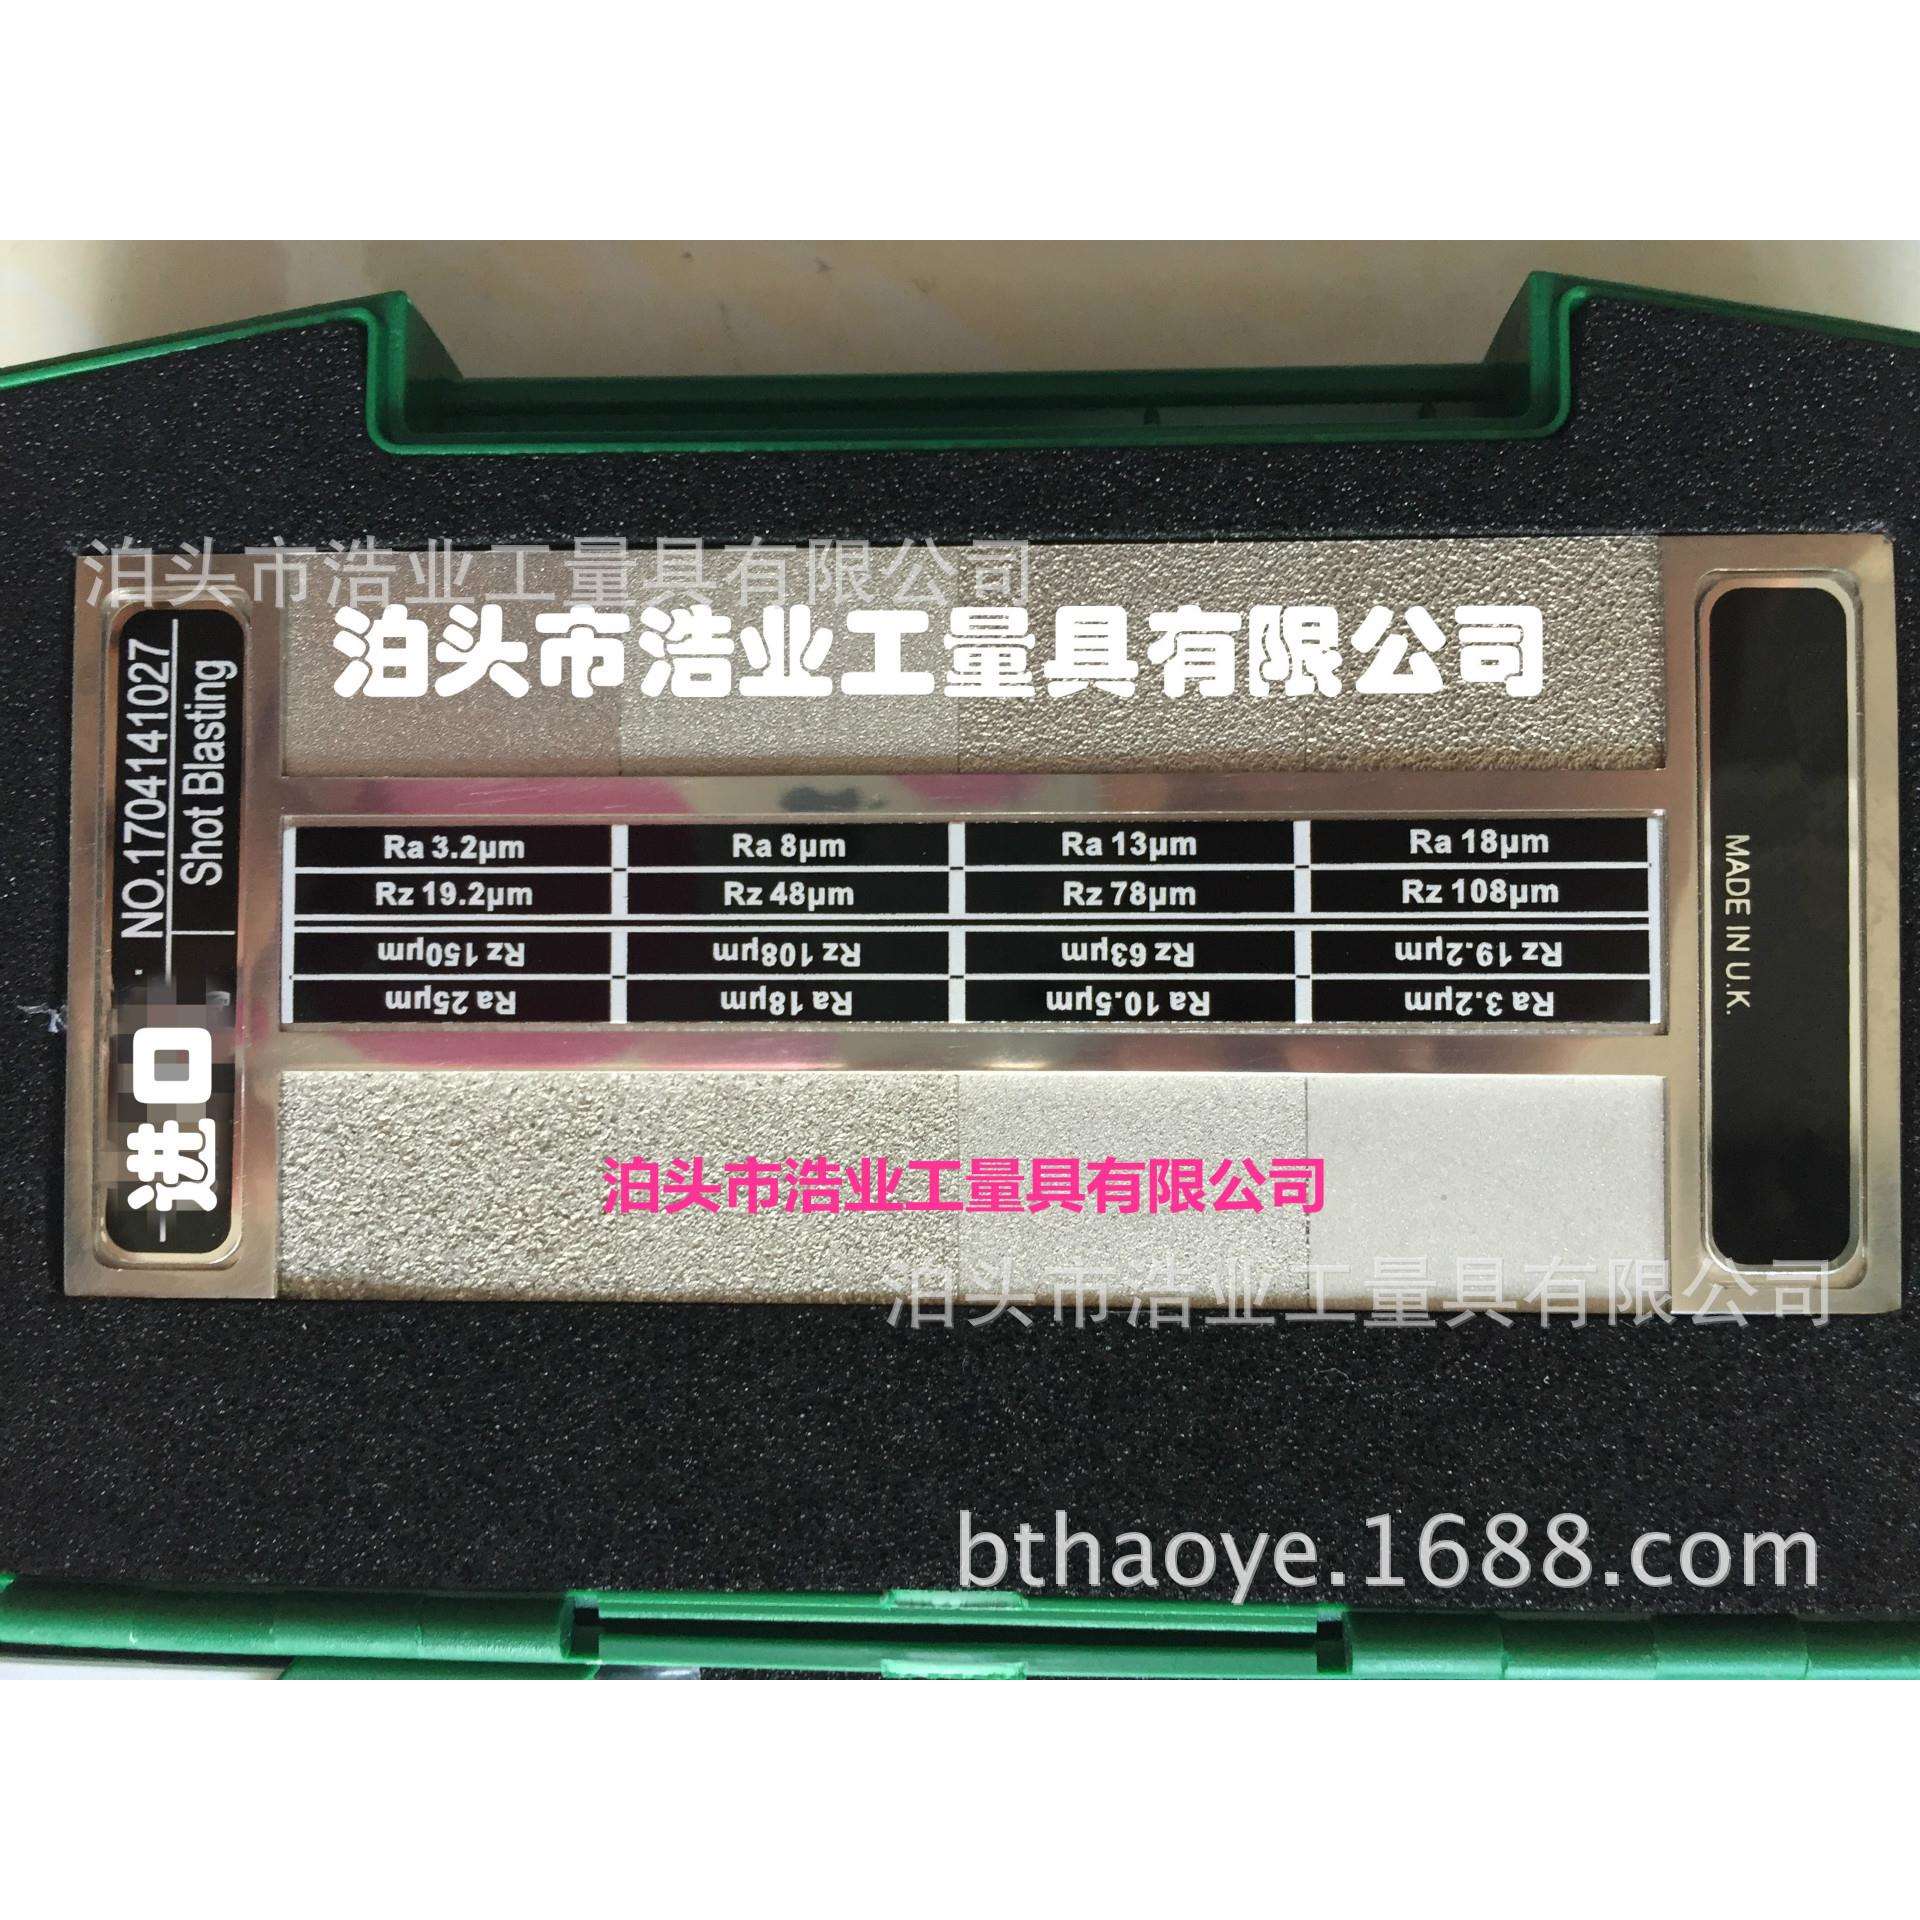 泊头市浩业工量具有限公司
泊头市浩业工量具有限公司
NO.170414141027
Shot Blasting
进口
Ra 3.2µm Ra 8µm Ra 13µm Ra 18µm
Rz 19.2µm Rz 48µm Rz 78µm Rz 108µm
Rz 150µm Rz 108µm Rz 63µm Rz 19.2µm
Ra 25µm Ra 18µm Ra 10.5µm Ra 3.2µm
MADE IN U.K.
泊头市浩业工量具有限公司
泊头市浩业工量具有限公司
bthaoye.1688.com